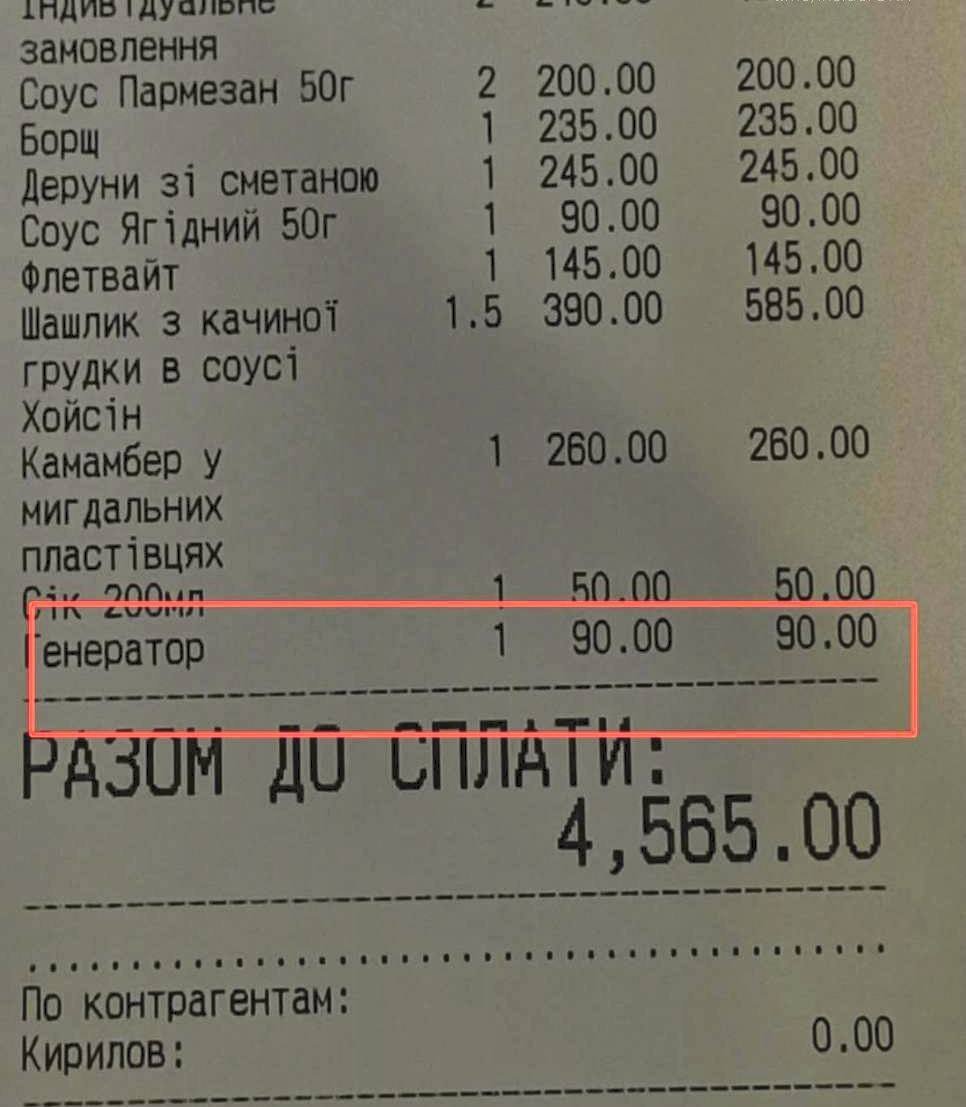 Індивідуальне 2
замовлення
Соус Пармезан 50г 2 200.00 200.00
Борщ 1 235.00 235.00
Деруни зі сметаною 1 245.00 245.00
Соус Ягідний 50г 1 90.00 90.00
Флетвайт 1 145.00 145.00
Шашлик з качиної 1.5 390.00 585.00
грудки в соусі
Хойсін
Камамбер у 1 260.00 260.00
мигдальних
пластівцях
Сік 200мл 1 50.00 50.00
Генератор 1 90.00 90.00
РАЗОМ ДО СПЛАТИ:
4,565.00
По контрагентам:
Кирилов: 0.00